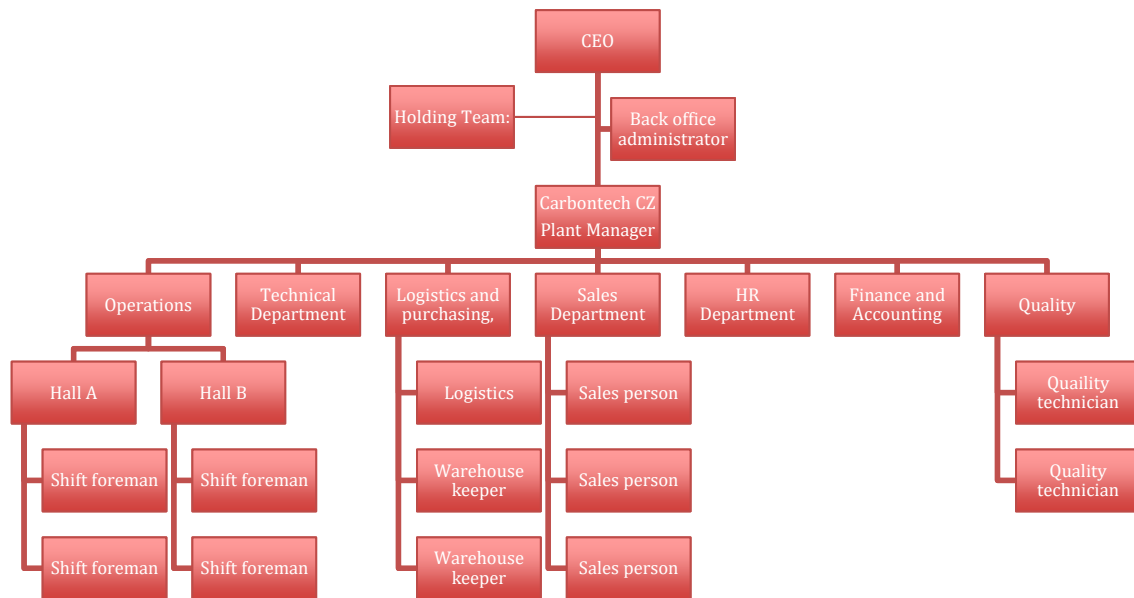 CEO
Holding Team:
Back office
administrator
Carbontech CZ
Plant Manager
Operations
Technical
Department
Logistics and
purchasing,
Sales
Department
HR
Department
Finance and
Accounting
Quality
Hall A
Hall B
Logistics
Sales person
Quaility
technician
Shift foreman
Shift foreman
Warehouse
keeper
Sales person
Quality
technician
Shift foreman
Shift foreman
Warehouse
keeper
Sales person